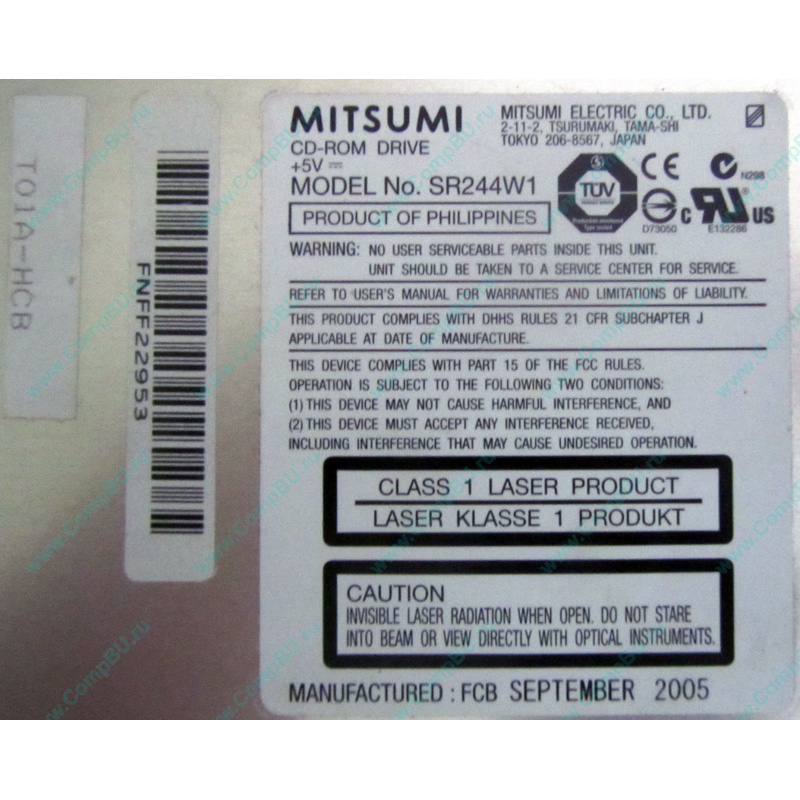 T01A-HCB
FNFF22953
MITSUMI
CD-ROM DRIVE
+5V
MODEL No. SR244W1
PRODUCT OF PHILIPPINES
MITSUMI ELECTRIC CO., LTD.
2-11-2, TSURUMAKI, TAMA-SHI
TOKYO 206-8567, JAPAN
TÜV
CE
N298
D73050
c RU US
E132286
WARNING: NO USER SERVICEABLE PARTS INSIDE THIS UNIT.
UNIT SHOULD BE TAKEN TO A SERVICE CENTER FOR SERVICE.
REFER TO USER'S MANUAL FOR WARRANTIES AND LIMITATIONS OF LIABILITY.
THIS PRODUCT COMPLIES WITH DHHS RULES 21 CFR SUBCHAPTER J
APPLICABLE AT DATE OF MANUFACTURE.
THIS DEVICE COMPLIES WITH PART 15 OF THE FCC RULES.
OPERATION IS SUBJECT TO THE FOLLOWING TWO CONDITIONS:
(1) THIS DEVICE MAY NOT CAUSE HARMFUL INTERFERENCE, AND
(2) THIS DEVICE MUST ACCEPT ANY INTERFERENCE RECEIVED,
INCLUDING INTERFERENCE THAT MAY CAUSE UNDESIRED OPERATION.
CLASS 1 LASER PRODUCT
LASER KLASSE 1 PRODUKT
CAUTION
INVISIBLE LASER RADIATION WHEN OPEN. DO NOT STARE
INTO BEAM OR VIEW DIRECTLY WITH OPTICAL INSTRUMENTS.
MANUFACTURED : FCB SEPTEMBER 2005
www.CompBU.ru